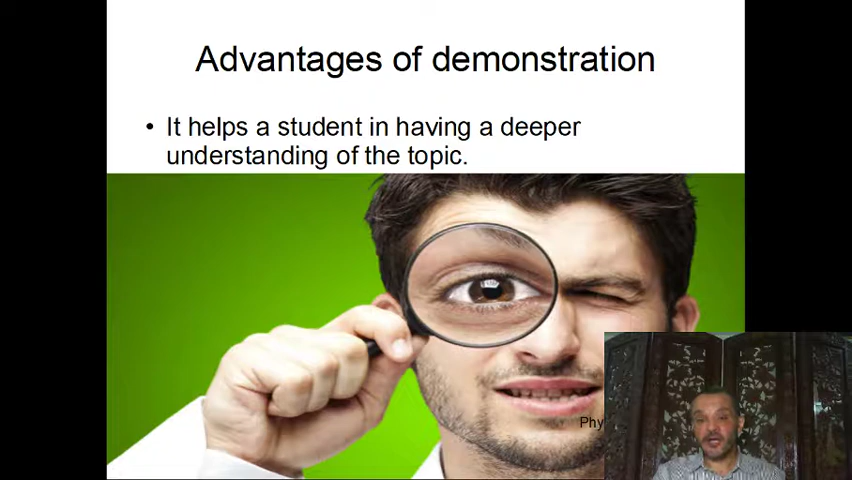 Advantages of demonstration
• It helps a student in having a deeper
understanding of the topic.